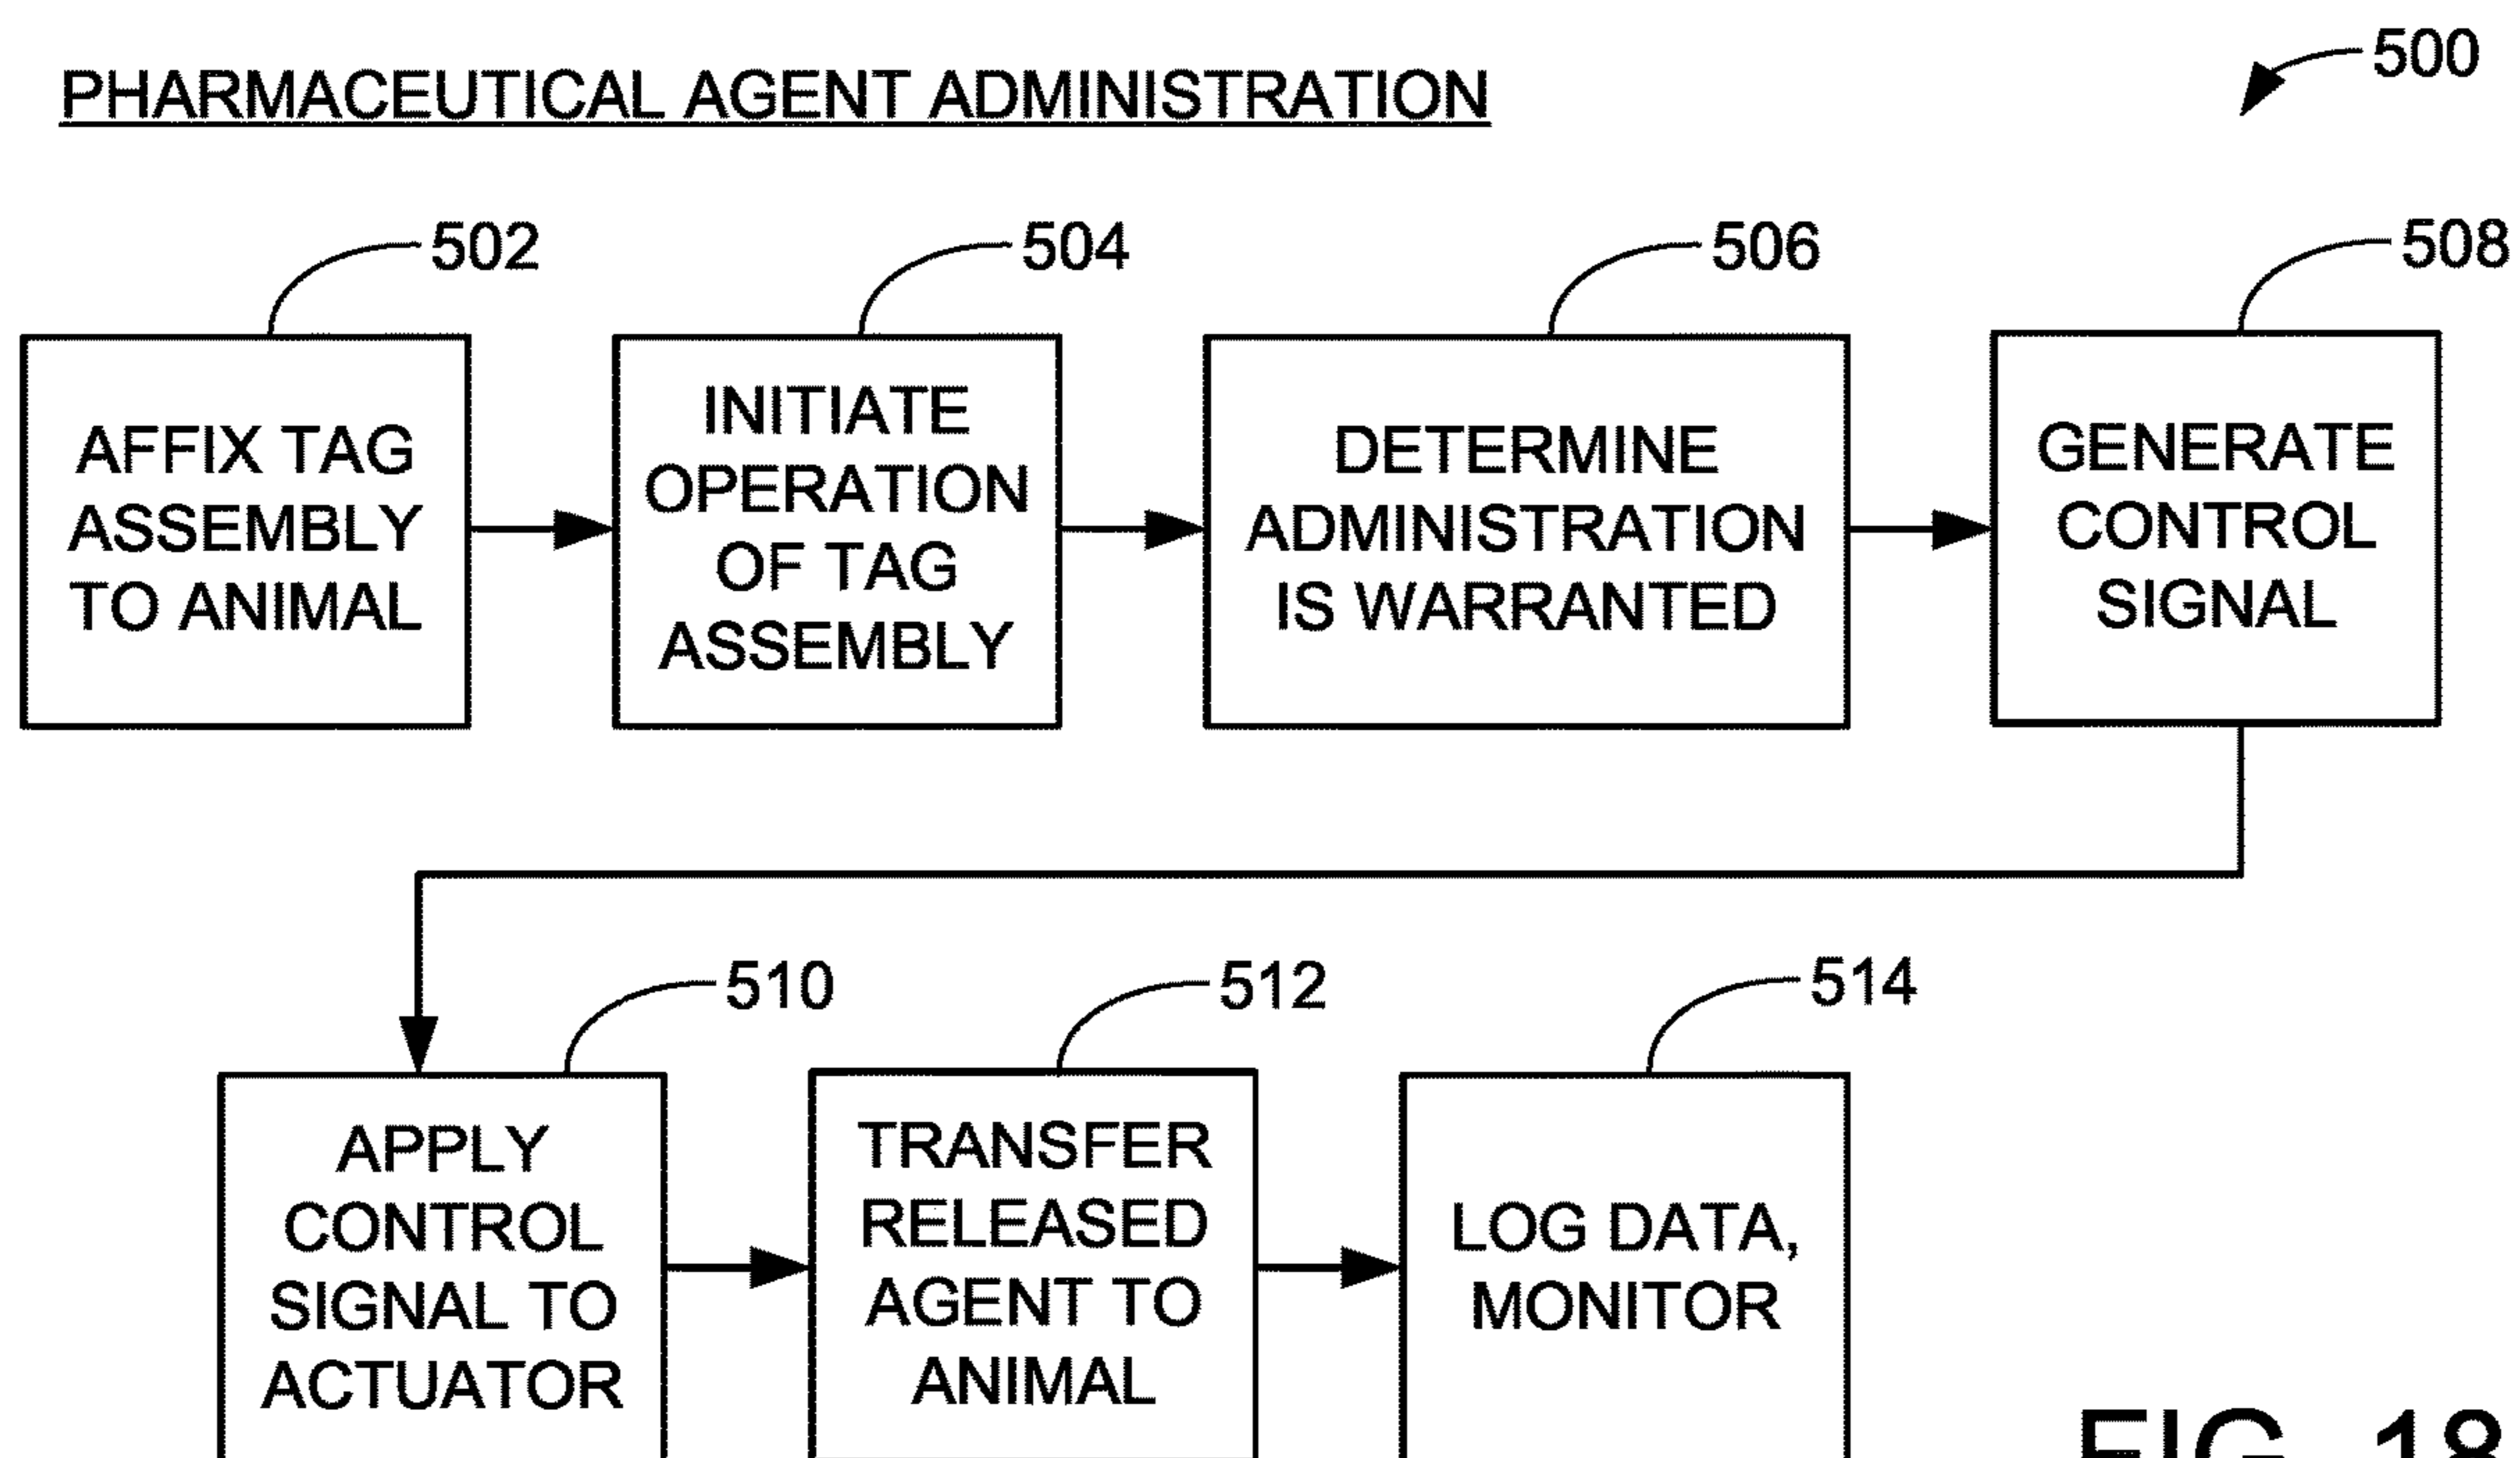 PHARMACEUTICAL AGENT ADMINISTRATION
500
502
504
506
508
AFFIX TAG
ASSEMBLY
TO ANIMAL
INITIATE
OPERATION
OF TAG
ASSEMBLY
DETERMINE
ADMINISTRATION
IS WARRANTED
GENERATE
CONTROL
SIGNAL
510
512
514
APPLY
CONTROL
SIGNAL TO
ACTUATOR
TRANSFER
RELEASED
AGENT TO
ANIMAL
LOG DATA,
MONITOR
FIG. 18